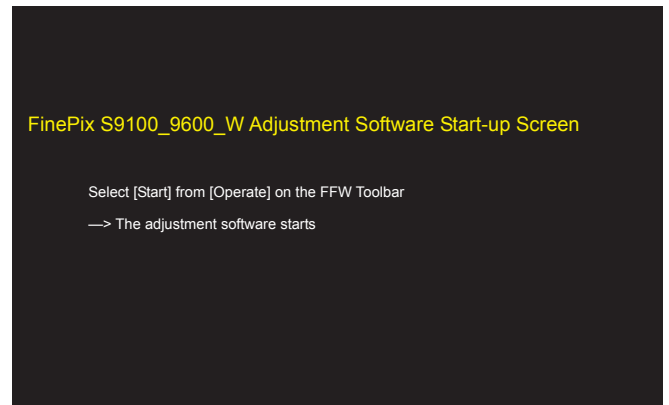 FinePix S9100_9600_W Adjustment Software Start-up Screen
Select [Start] from [Operate] on the FFW Toolbar
—> The adjustment software starts